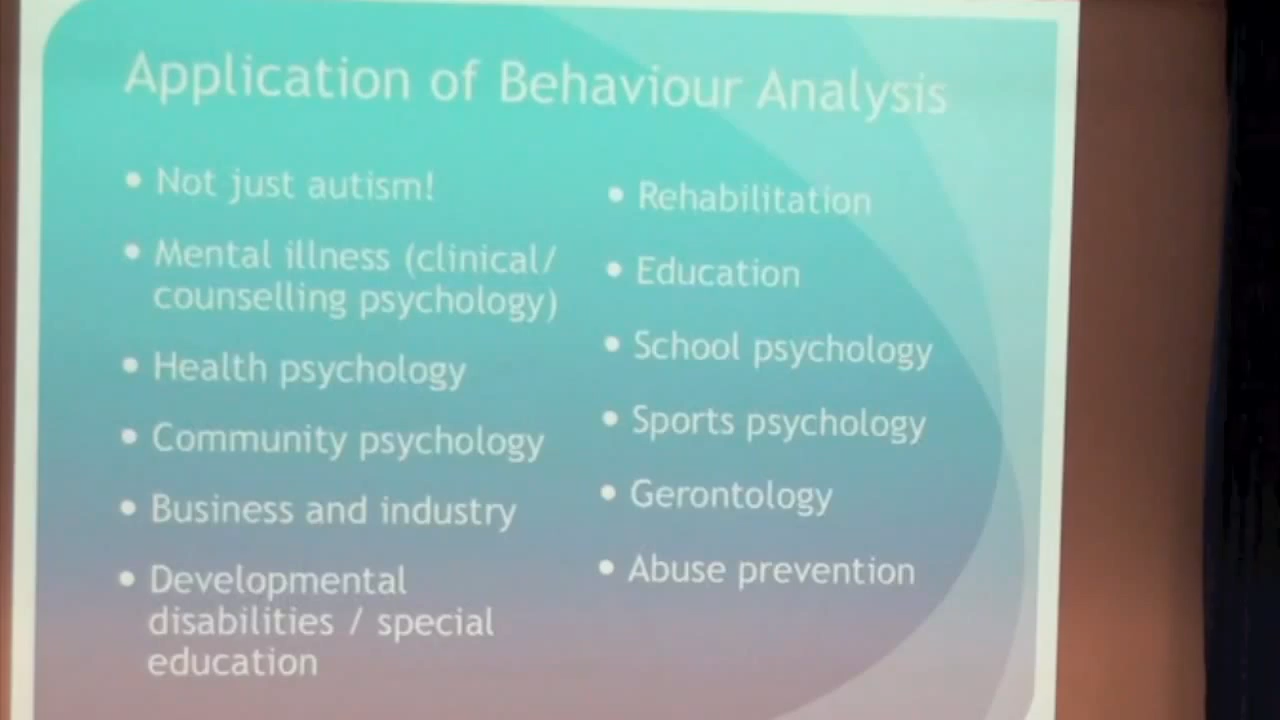 Application of Behaviour Analysis
• Not just autism!
• Mental illness (clinical/
counselling psychology)
• Health psychology
• Community psychology
• Business and industry
• Developmental
disabilities / special
education
• Rehabilitation
• Education
• School psychology
• Sports psychology
• Gerontology
• Abuse prevention